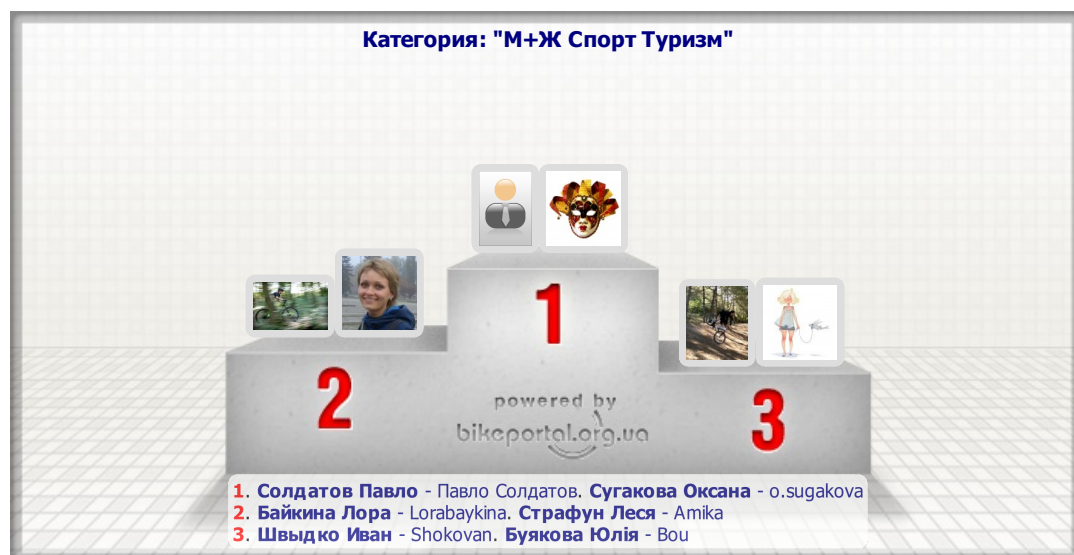 Категория: "М+Ж Спорт Туризм"
1
2
3
powered by
bikeportal.org.ua
1. Солдатов Павло - Павло Солдатов. Сугакова Оксана - o.sugakova
2. Байкина Лора - Lorabaykina. Страфун Леся - Amika
3. Швыдко Иван - Shokovan. Буякова Юлія - Bou